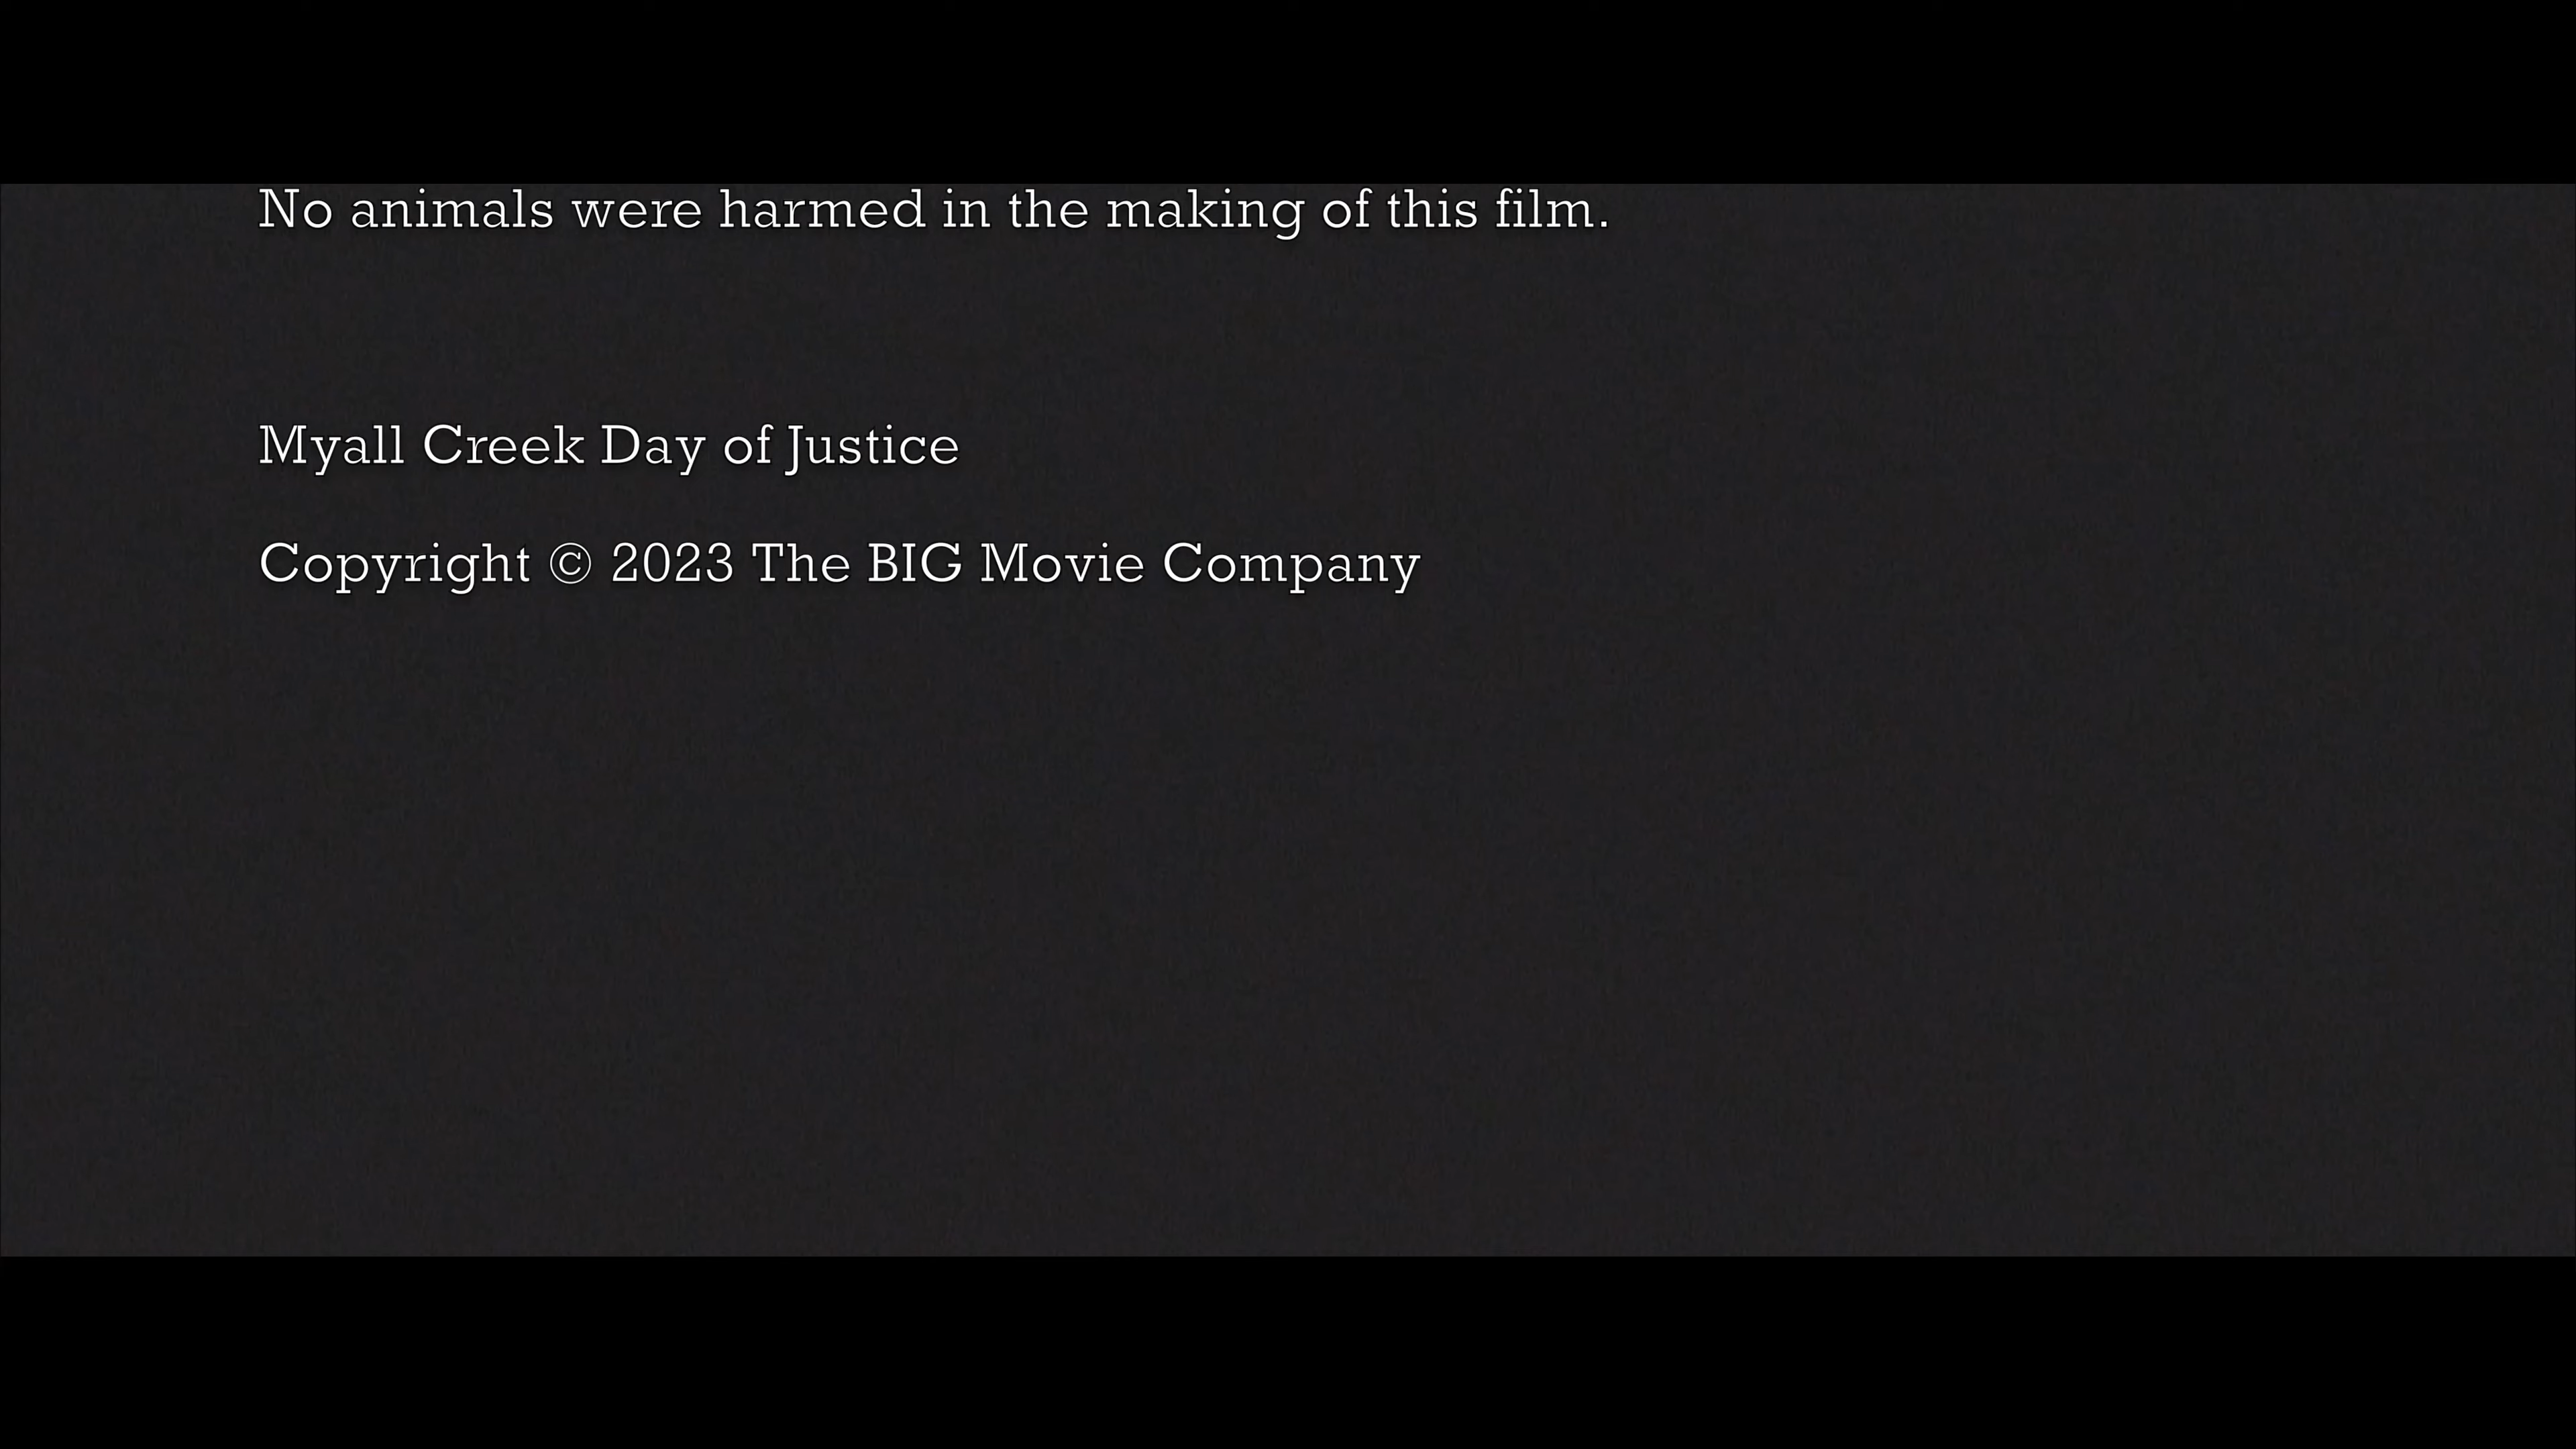 No animals were harmed in the making of this film.
Myall Creek Day of Justice
Copyright © 2023 The BIG Movie Company